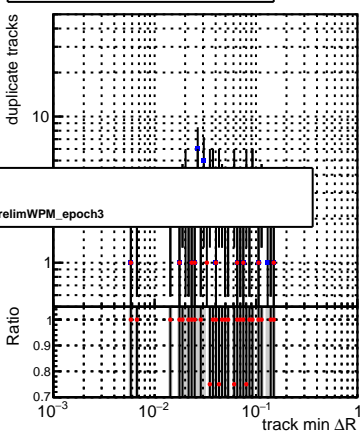 duplicate tracks
10
relimWPM_epoch3
1
Ratio
1
0.9
0.8
0.7
10⁻³ 10⁻² 10⁻¹ 1
track min ΔR